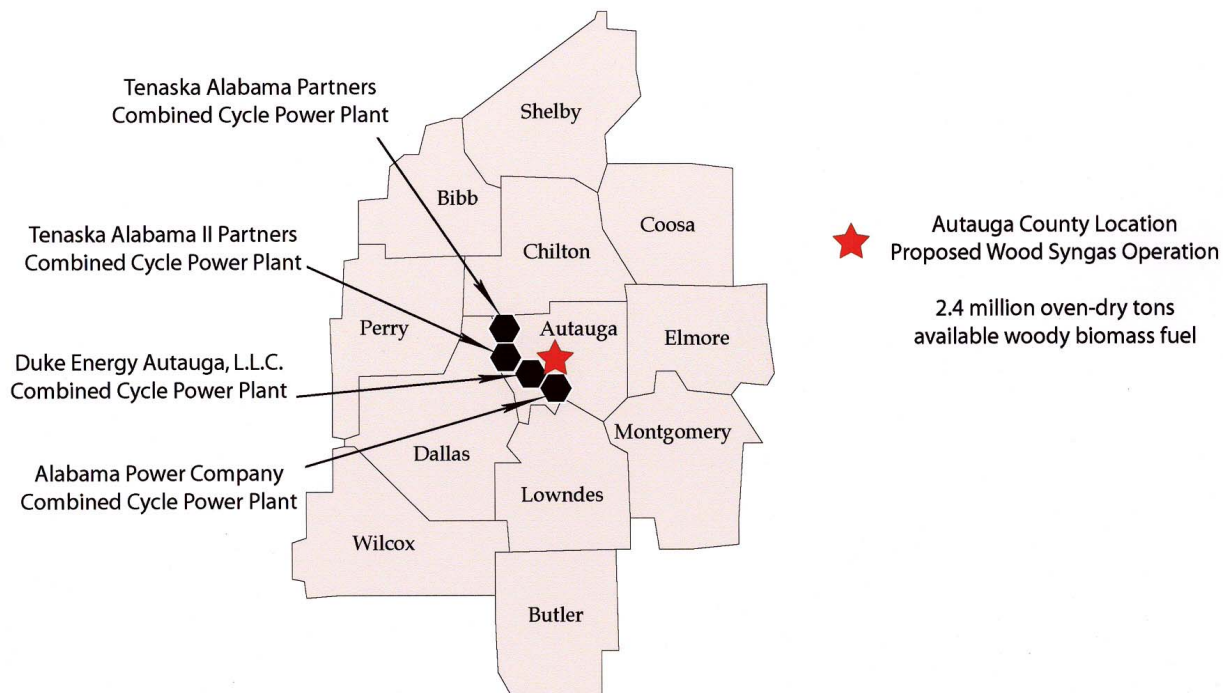 Tenaska Alabama Partners
Combined Cycle Power Plant
Tenaska Alabama II Partners
Combined Cycle Power Plant
Duke Energy Autauga, L.L.C.
Combined Cycle Power Plant
Alabama Power Company
Combined Cycle Power Plant
Shelby
Bibb
Coosa
Chilton
Perry
Autauga
Elmore
Dallas
Montgomery
Lowndes
Wilcox
Butler
Autauga County Location
Proposed Wood Syngas Operation
2.4 million oven-dry tons
available woody biomass fuel